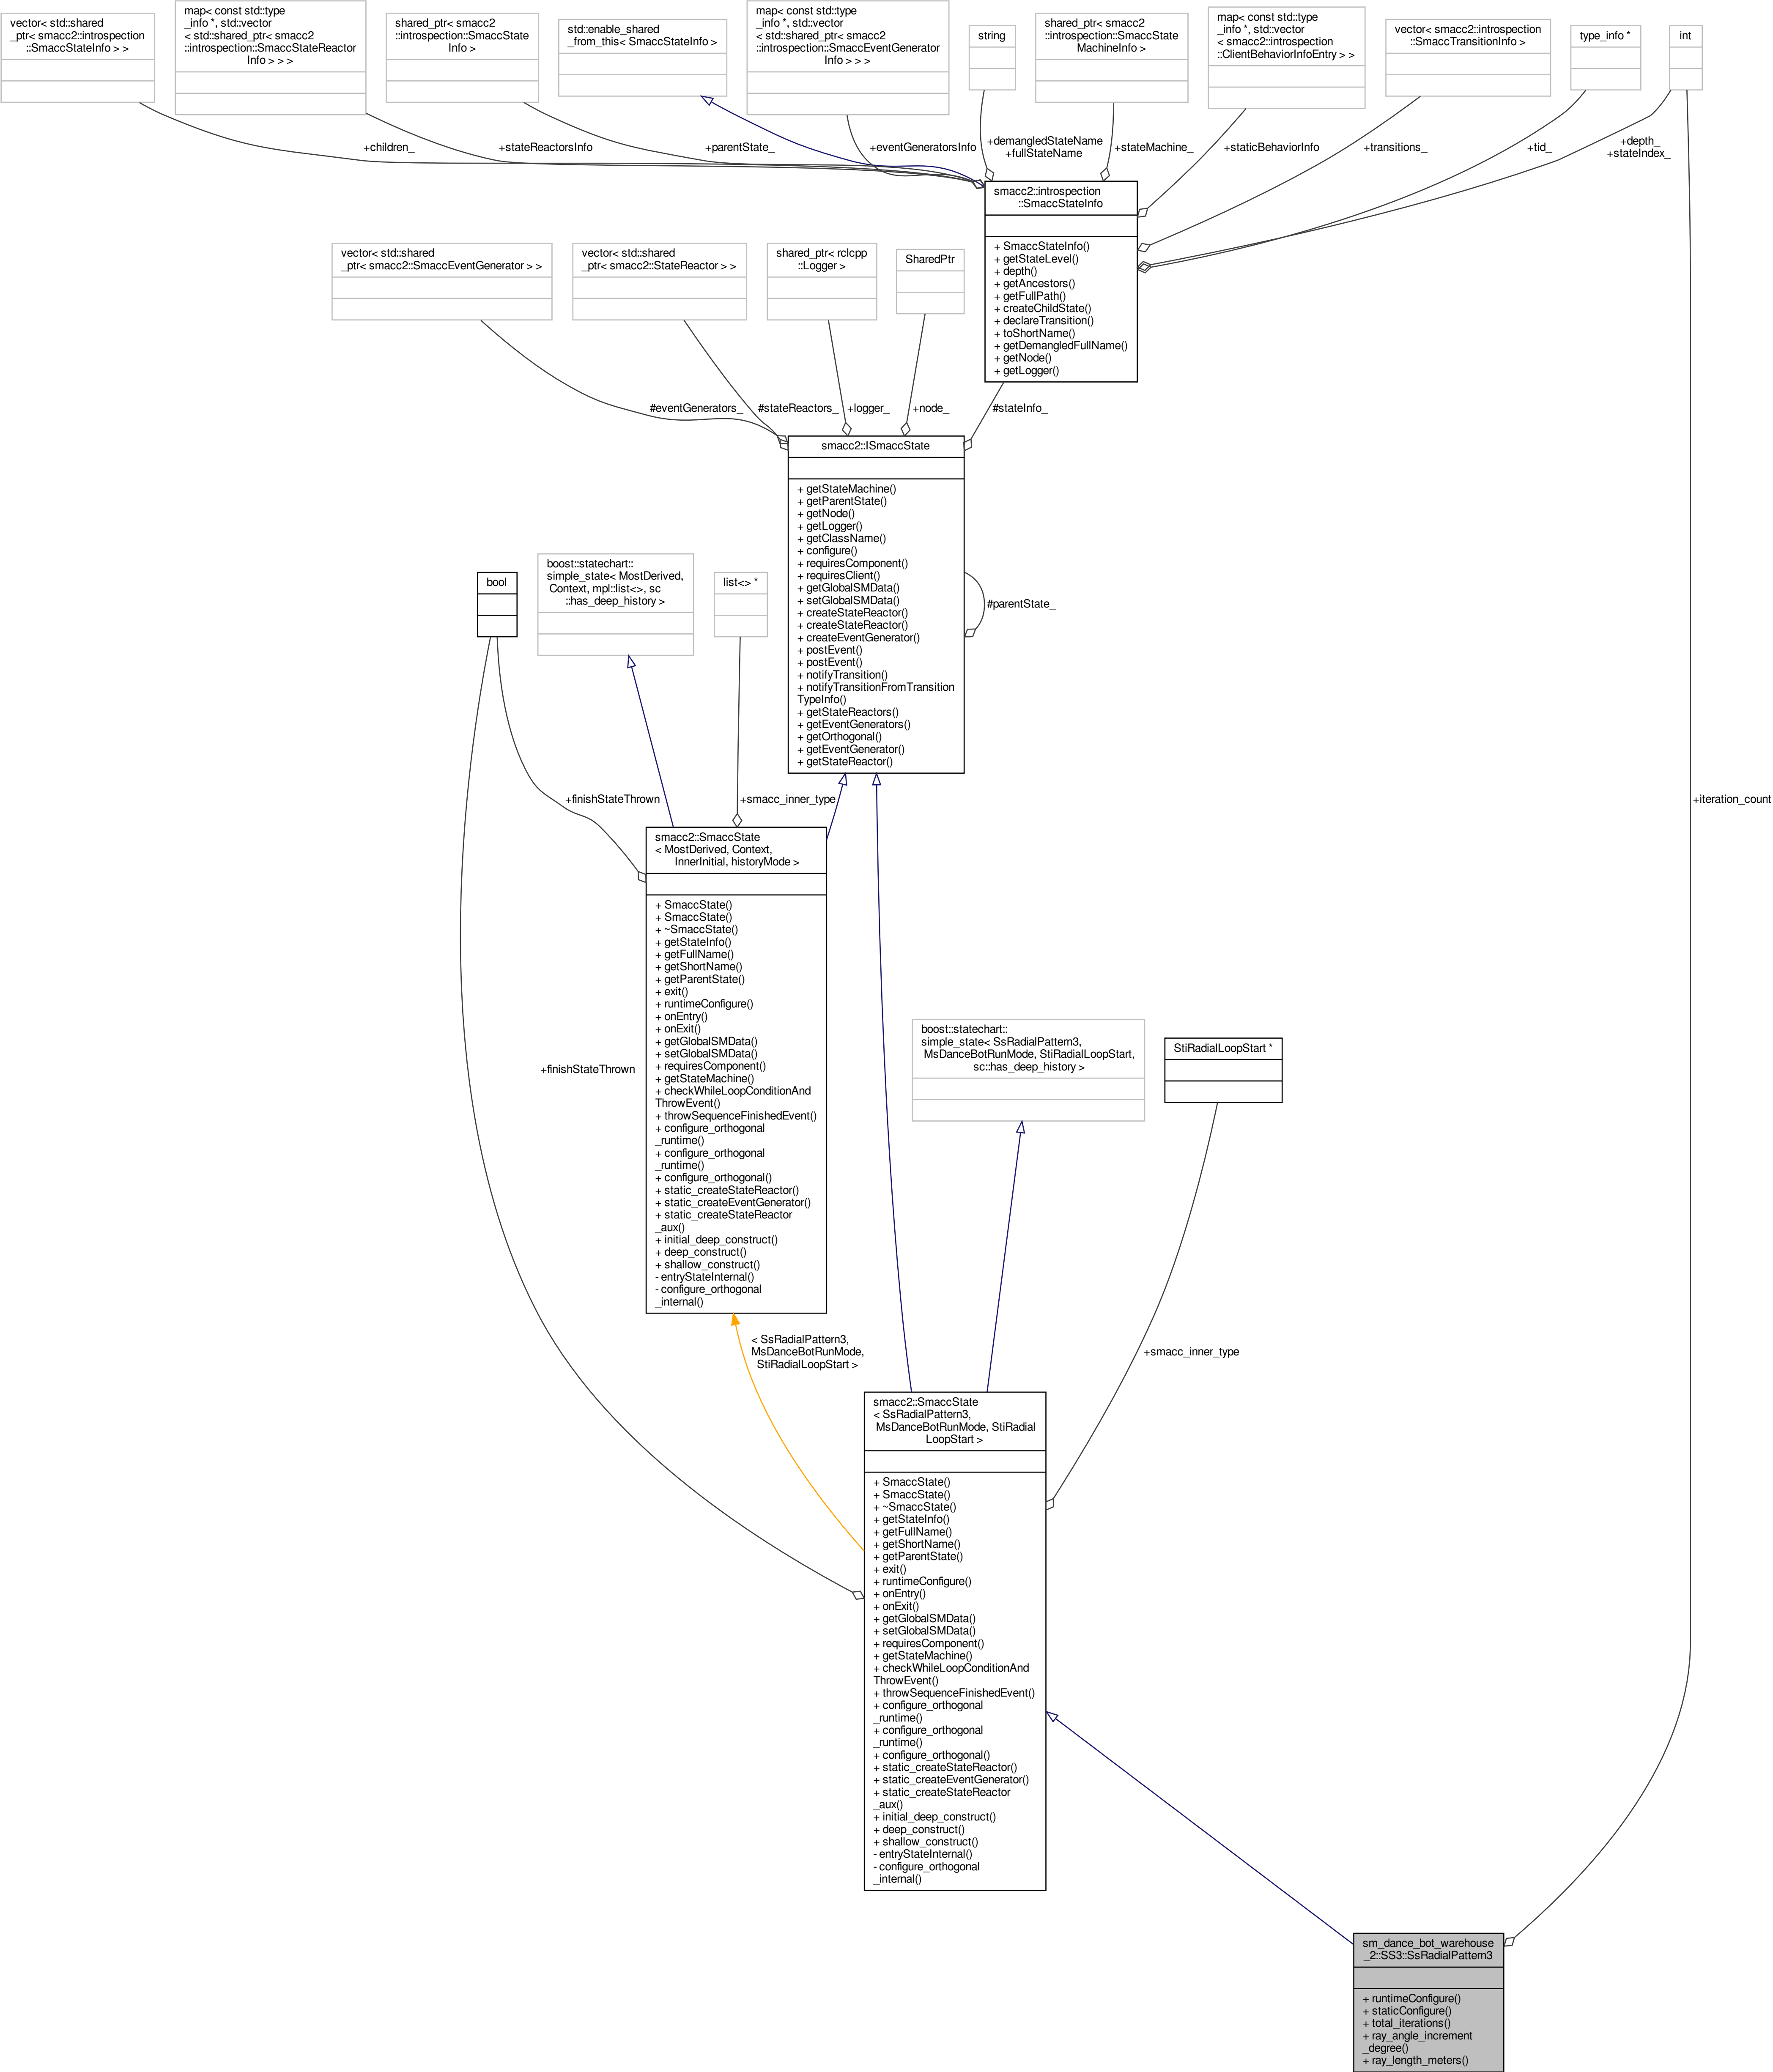 vector< std::shared
_ptr< smacc2::introspection
::SmaccStateInfo > >
map< const std::type
_info *, std::vector
< std::shared_ptr< smacc2
::introspection::SmaccStateReactor
Info > > >
shared_ptr< smacc2
::introspection::SmaccState
Info >
std::enable_shared
_from_this< SmaccStateInfo >
map< const std::type
_info *, std::vector
< std::shared_ptr< smacc2
::introspection::SmaccEventGenerator
Info > > >
string
shared_ptr< smacc2
::introspection::SmaccState
MachineInfo >
map< const std::type
_info *, std::vector
< smacc2::introspection
::ClientBehaviorInfoEntry > >
vector< smacc2::introspection
::SmaccTransitionInfo >
type_info *
int
+children_
+stateReactorsInfo
+parentState_
+eventGeneratorsInfo
+demangledStateName
+fullStateName
+stateMachine_
+staticBehaviorInfo
+transitions_
+tid_
+depth_
+stateIndex_
smacc2::introspection
::SmaccStateInfo
+ SmaccStateInfo()
+ getStateLevel()
+ depth()
+ getAncestors()
+ getFullPath()
+ createChildState()
+ declareTransition()
+ toShortName()
+ getDemangledFullName()
+ getNode()
+ getLogger()
vector< std::shared
_ptr< smacc2::SmaccEventGenerator > >
vector< std::shared
_ptr< smacc2::StateReactor > >
shared_ptr< rclcpp
::Logger >
SharedPtr
#eventGenerators_
#stateReactors_
+logger_
+node_
#stateInfo_
smacc2::ISmaccState
+ getStateMachine()
+ getParentState()
+ getNode()
+ getLogger()
+ getClassName()
+ configure()
+ requiresComponent()
+ requiresClient()
+ getGlobalSMData()
+ setGlobalSMData()
+ createStateReactor()
+ createStateReactor()
+ createEventGenerator()
+ postEvent()
+ postEvent()
+ notifyTransition()
+ notifyTransitionFromTransition
TypeInfo()
+ getStateReactors()
+ getEventGenerators()
+ getOrthogonal()
+ getEventGenerator()
+ getStateReactor()
#parentState_
bool
boost::statechart::
simple_state< MostDerived,
Context, mpl::list<>, sc
::has_deep_history >
list<> *
+finishStateThrown
+smacc_inner_type
+iteration_count
smacc2::SmaccState
< MostDerived, Context,
InnerInitial, historyMode >
+ SmaccState()
+ SmaccState()
+ ~SmaccState()
+ getStateInfo()
+ getFullName()
+ getShortName()
+ getParentState()
+ exit()
+ runtimeConfigure()
+ onEntry()
+ onExit()
+ getGlobalSMData()
+ setGlobalSMData()
+ requiresComponent()
+ getStateMachine()
+ checkWhileLoopConditionAnd
ThrowEvent()
+ throwSequenceFinishedEvent()
+ configure_orthogonal
_runtime()
+ configure_orthogonal
_runtime()
+ configure_orthogonal()
+ static_createStateReactor()
+ static_createEventGenerator()
+ static_createStateReactor
_aux()
+ initial_deep_construct()
+ deep_construct()
+ shallow_construct()
- entryStateInternal()
- configure_orthogonal
_internal()
+finishStateThrown
boost::statechart::
simple_state< SsRadialPattern3,
MsDanceBotRunMode, StiRadialLoopStart,
sc::has_deep_history >
StiRadialLoopStart *
< SsRadialPattern3,
MsDanceBotRunMode,
StiRadialLoopStart >
+smacc_inner_type
smacc2::SmaccState
< SsRadialPattern3,
MsDanceBotRunMode, StiRadial
LoopStart >
+ SmaccState()
+ SmaccState()
+ ~SmaccState()
+ getStateInfo()
+ getFullName()
+ getShortName()
+ getParentState()
+ exit()
+ runtimeConfigure()
+ onEntry()
+ onExit()
+ getGlobalSMData()
+ setGlobalSMData()
+ requiresComponent()
+ getStateMachine()
+ checkWhileLoopConditionAnd
ThrowEvent()
+ throwSequenceFinishedEvent()
+ configure_orthogonal
_runtime()
+ configure_orthogonal
_runtime()
+ configure_orthogonal()
+ static_createStateReactor()
+ static_createEventGenerator()
+ static_createStateReactor
_aux()
+ initial_deep_construct()
+ deep_construct()
+ shallow_construct()
- entryStateInternal()
- configure_orthogonal
_internal()
sm_dance_bot_warehouse
_2::SS3::SsRadialPattern3
+ runtimeConfigure()
+ staticConfigure()
+ total_iterations()
+ ray_angle_increment
_degree()
+ ray_length_meters()